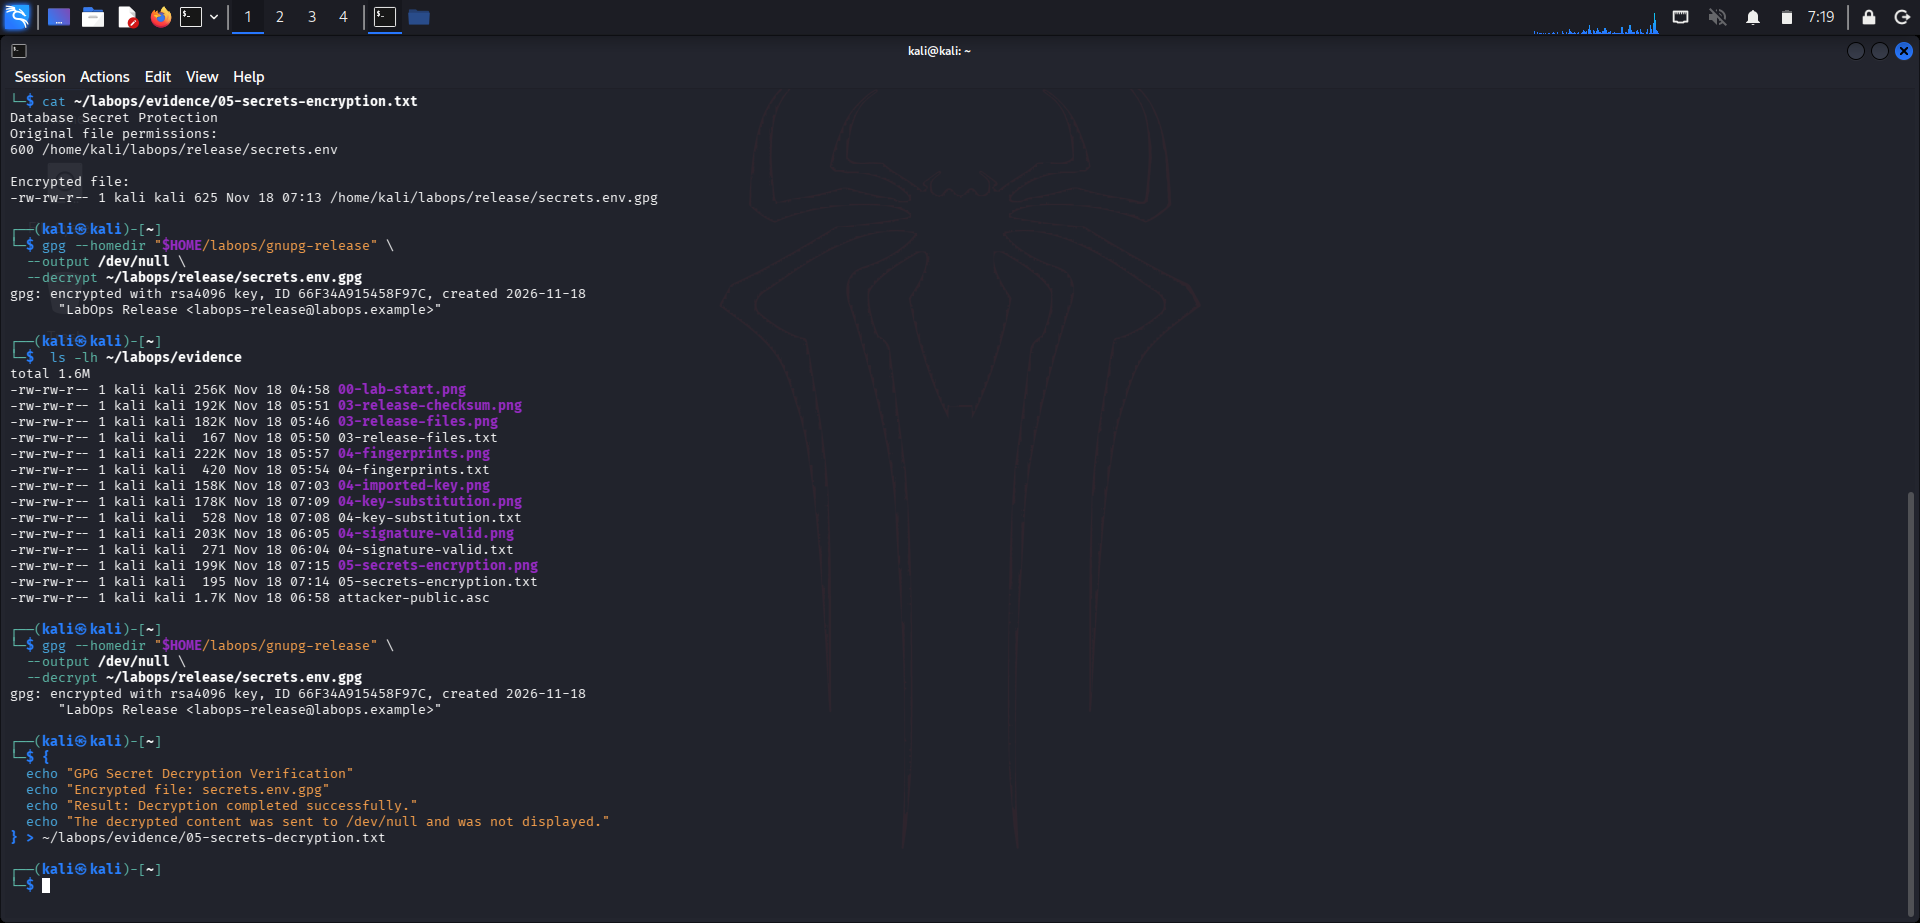 1 2 3 4 7:19
kali@kali: ~
Session Actions Edit View Help
└─$ cat ~/labops/evidence/05-secrets-encryption.txt
Database Secret Protection
Original file permissions:
600 /home/kali/labops/release/secrets.env
Encrypted file:
-rw-rw-r-- 1 kali kali 625 Nov 18 07:13 /home/kali/labops/release/secrets.env.gpg
┌──(kali㉿kali)-[~]
└─$ gpg --homedir "$HOME/labops/gnupg-release" \
--output /dev/null \
--decrypt ~/labops/release/secrets.env.gpg
gpg: encrypted with rsa4096 key, ID 66F34A915458F97C, created 2026-11-18
"LabOps Release <labops-release@labops.example>"
┌──(kali㉿kali)-[~]
└─$ ls -lh ~/labops/evidence
total 1.6M
-rw-rw-r-- 1 kali kali 256K Nov 18 04:58 00-lab-start.png
-rw-rw-r-- 1 kali kali 192K Nov 18 05:51 03-release-checksum.png
-rw-rw-r-- 1 kali kali 182K Nov 18 05:46 03-release-files.png
-rw-rw-r-- 1 kali kali 167 Nov 18 05:50 03-release-files.txt
-rw-rw-r-- 1 kali kali 222K Nov 18 05:57 04-fingerprints.png
-rw-rw-r-- 1 kali kali 420 Nov 18 05:54 04-fingerprints.txt
-rw-rw-r-- 1 kali kali 158K Nov 18 07:03 04-imported-key.png
-rw-rw-r-- 1 kali kali 178K Nov 18 07:09 04-key-substitution.png
-rw-rw-r-- 1 kali kali 528 Nov 18 07:08 04-key-substitution.txt
-rw-rw-r-- 1 kali kali 203K Nov 18 06:05 04-signature-valid.png
-rw-rw-r-- 1 kali kali 271 Nov 18 06:04 04-signature-valid.txt
-rw-rw-r-- 1 kali kali 199K Nov 18 07:15 05-secrets-encryption.png
-rw-rw-r-- 1 kali kali 195 Nov 18 07:14 05-secrets-encryption.txt
-rw-rw-r-- 1 kali kali 1.7K Nov 18 06:58 attacker-public.asc
┌──(kali㉿kali)-[~]
└─$ gpg --homedir "$HOME/labops/gnupg-release" \
--output /dev/null \
--decrypt ~/labops/release/secrets.env.gpg
gpg: encrypted with rsa4096 key, ID 66F34A915458F97C, created 2026-11-18
"LabOps Release <labops-release@labops.example>"
┌──(kali㉿kali)-[~]
└─$ {
echo "GPG Secret Decryption Verification"
echo "Encrypted file: secrets.env.gpg"
echo "Result: Decryption completed successfully."
echo "The decrypted content was sent to /dev/null and was not displayed."
} > ~/labops/evidence/05-secrets-decryption.txt
┌──(kali㉿kali)-[~]
└─$